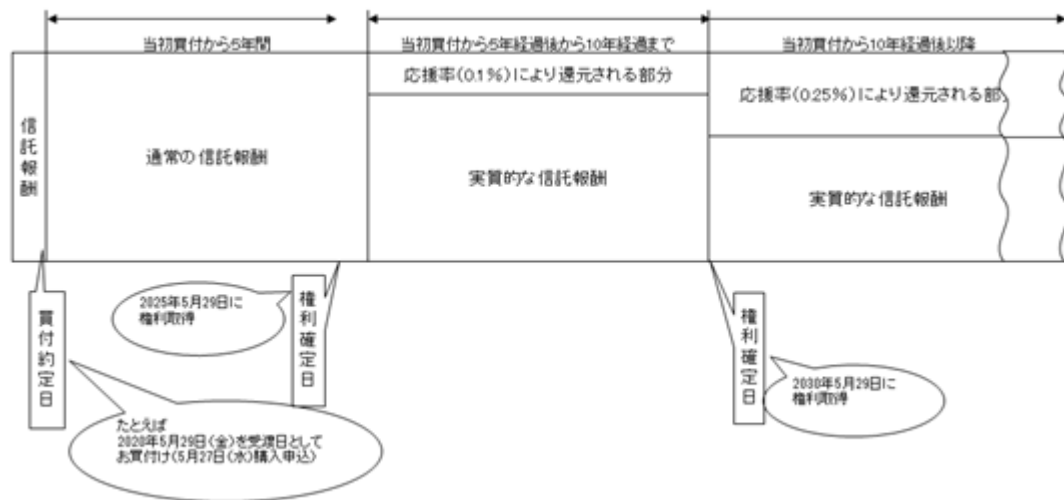 当初買付から5年間
当初買付から5年経過後から10年経過まで
当初買付から10年経過後以降
信託報酬
通常の信託報酬
応援率(0.1%)により還元される部分
実質的な信託報酬
応援率(0.25%)により還元される部
実質的な信託報酬
買付約定日
2025年5月29日に
権利取得
権利確定日
権利確定日
2030年5月29日に
権利取得
たとえば
2020年5月29日(金)を受渡日として
お買付け(5月27日(水)購入申込)